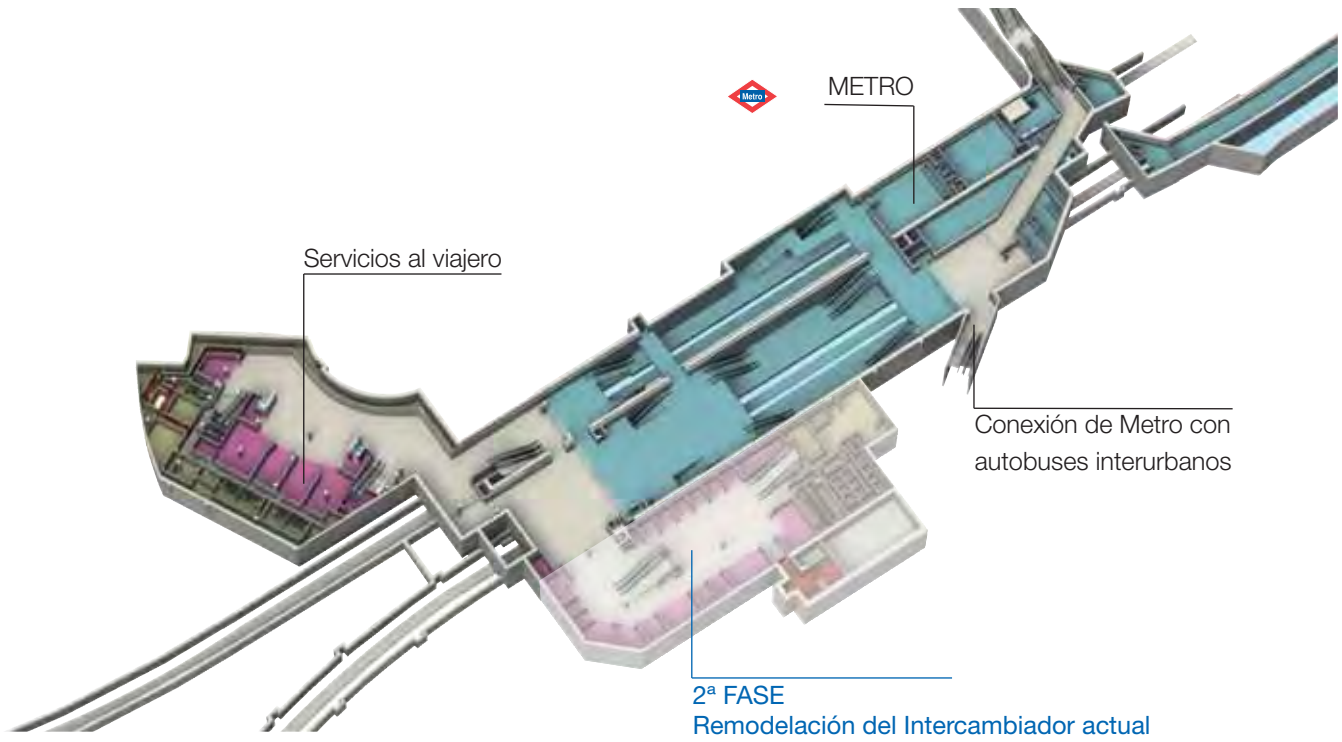 METRO
Metro
Servicios al viajero
Conexión de Metro con
autobuses interurbanos
2ª FASE
Remodelación del Intercambiador actual